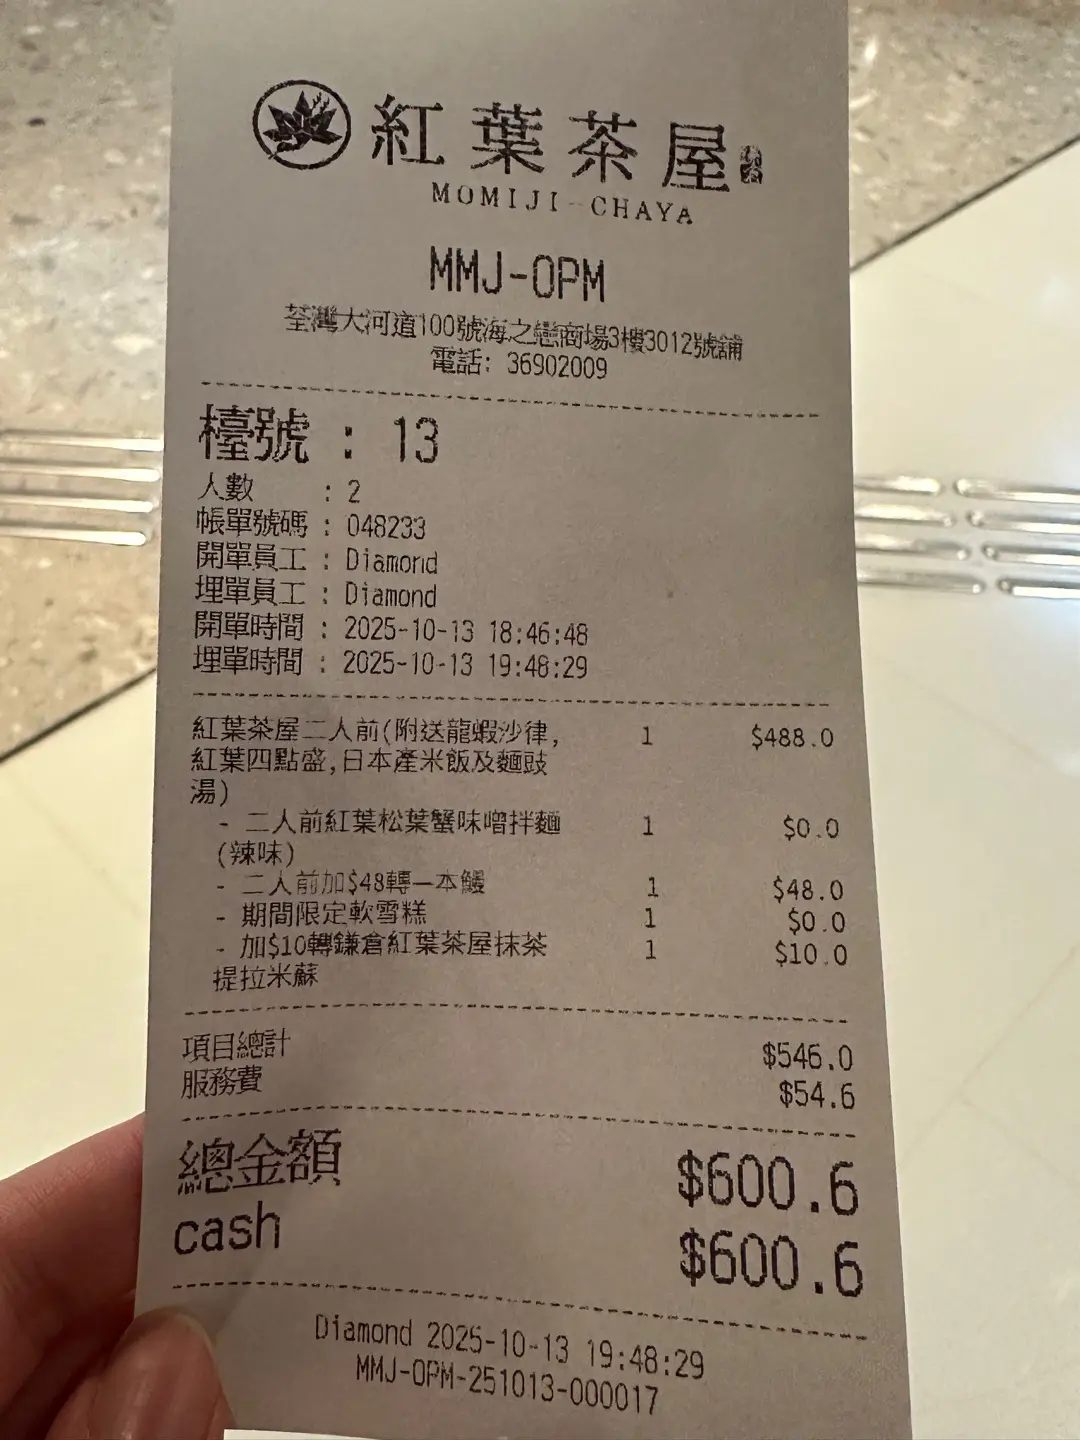 紅葉茶屋
MOMIJI-CHAYA
MMJ-OPM
荃灣大河道100號海之戀商場3樓3012號舖
電話: 36902009
檯號 : 13
人數 : 2
帳單號碼 : 048233
開單員工 : Diamond
埋單員工 : Diamond
開單時間 : 2025-10-13 18:46:48
埋單時間 : 2025-10-13 19:48:29
紅葉茶屋二人前(附送龍蝦沙律, 1 $488.0
紅葉四點盛,日本產米飯及麵豉
湯)
- 二人前紅葉松葉蟹味噌拌麵 1 $0.0
(辣味)
- 二人前加$48轉一本鰻 1 $48.0
- 期間限定軟雪糕 1 $0.0
- 加$10轉鎌倉紅葉茶屋抹茶 1 $10.0
提拉米蘇
項目總計 $546.0
服務費 $54.6
總金額 $600.6
cash $600.6
Diamond 2025-10-13 19:48:29
MMJ-OPM-251013-000017